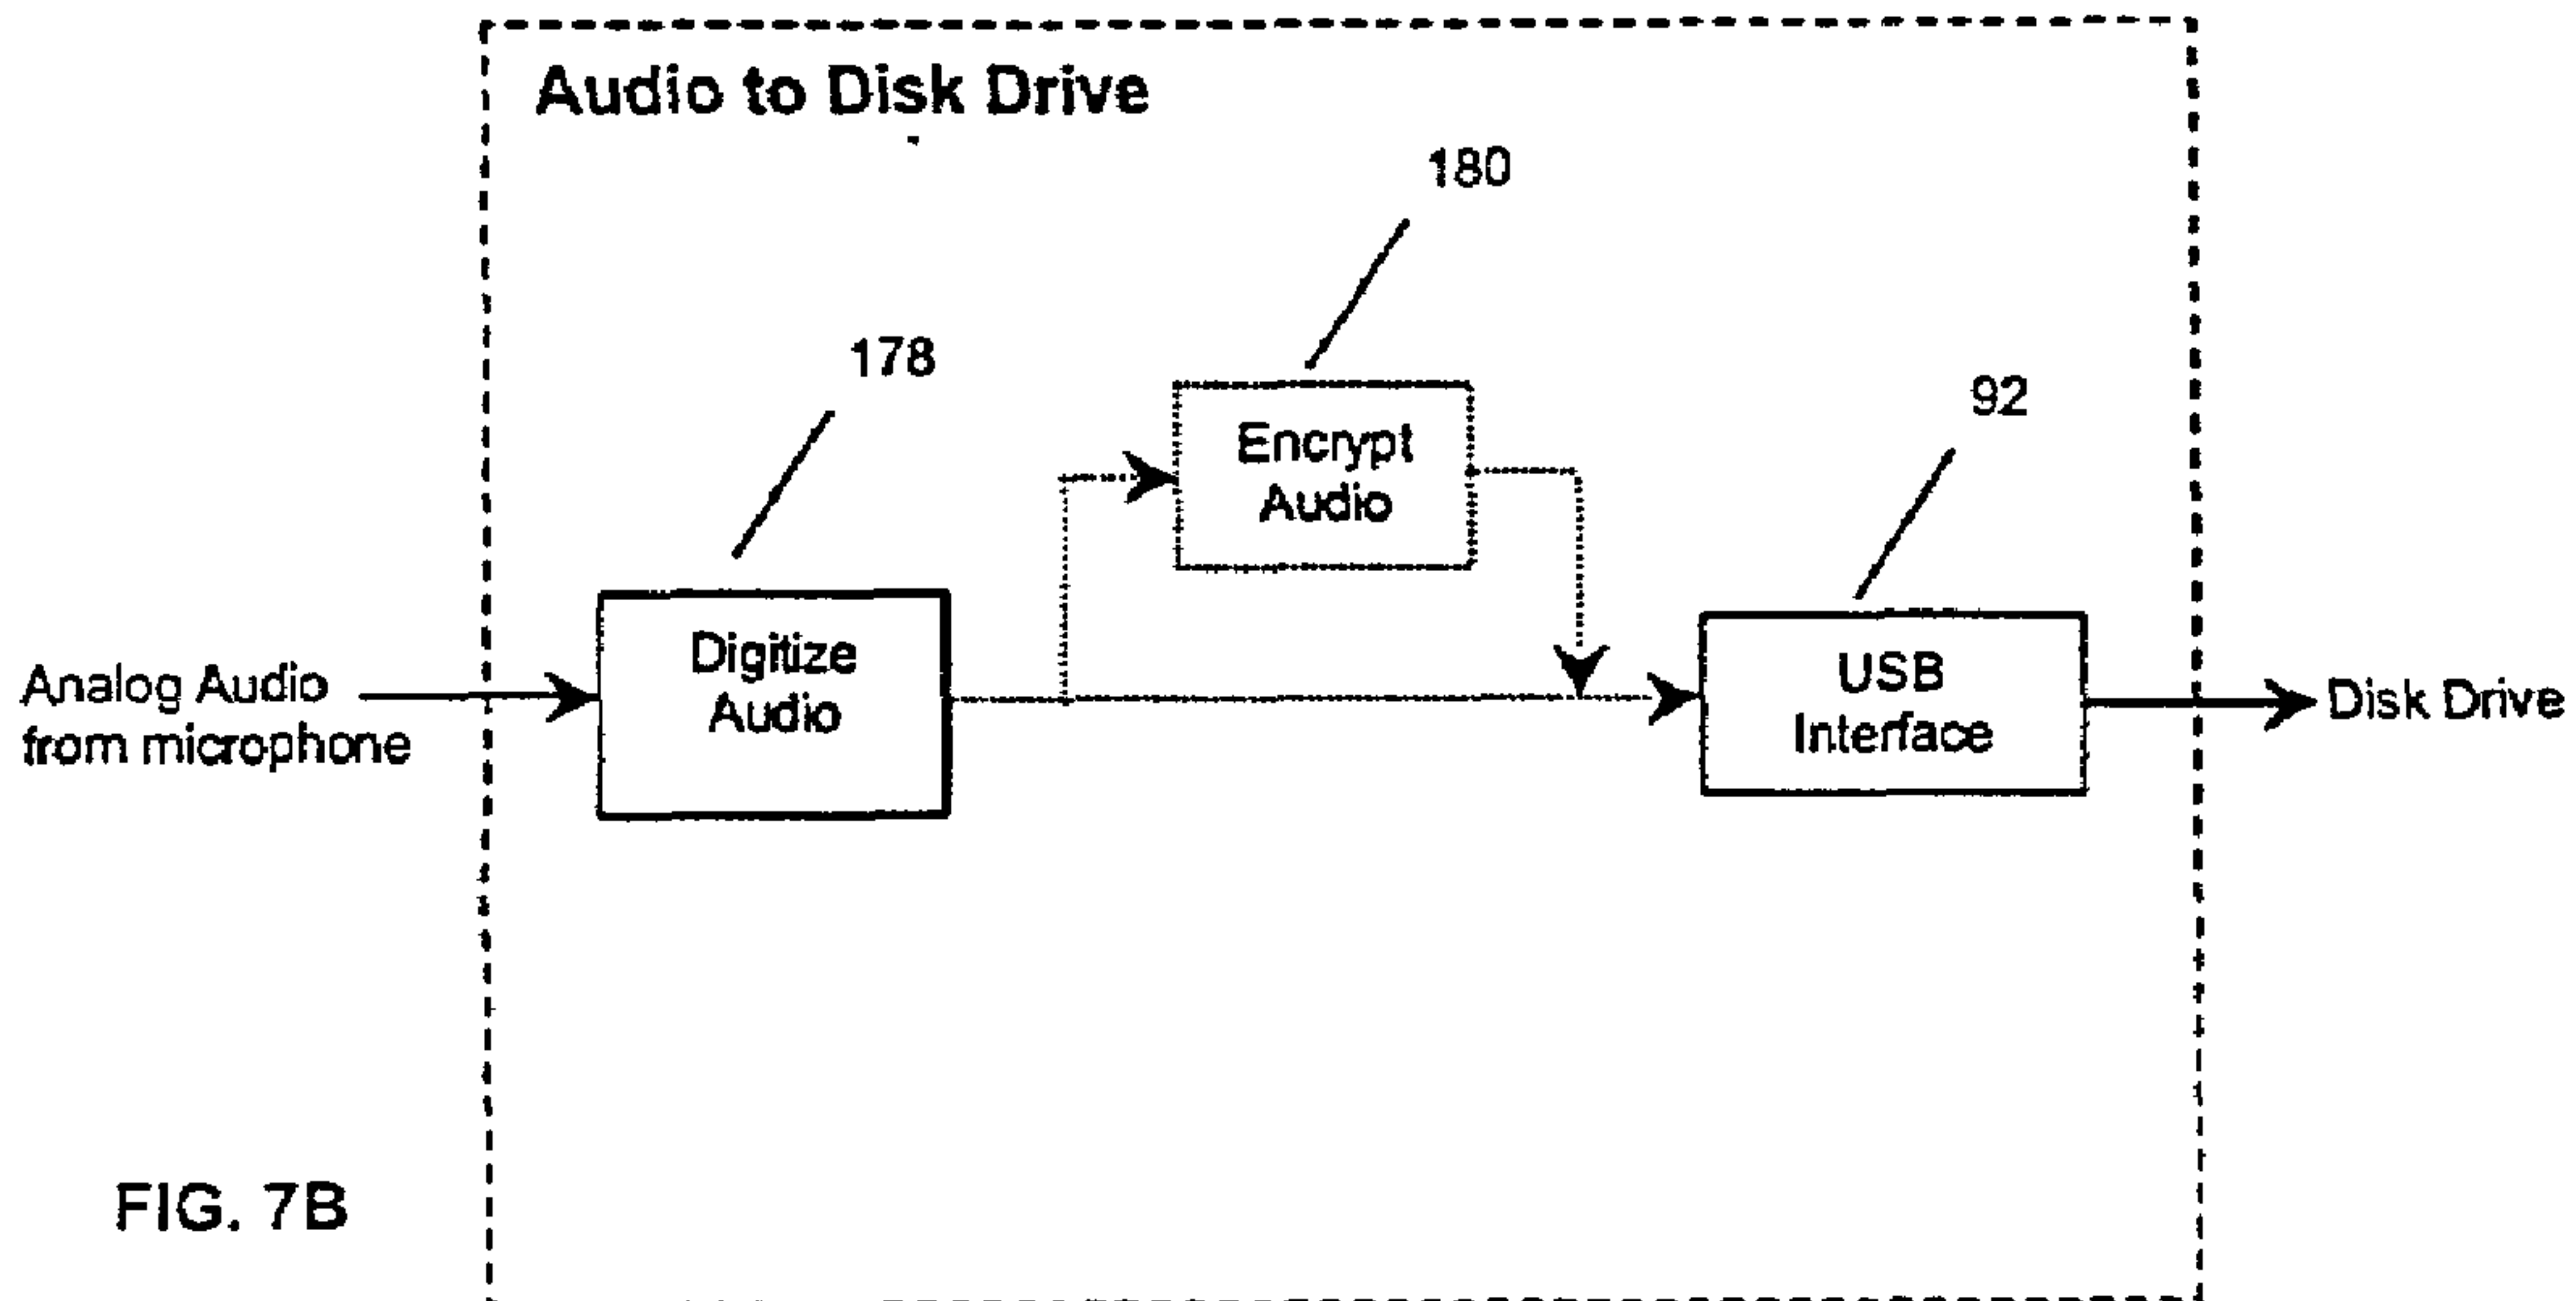 Audio to Disk Drive
180
178
92
Encrypt
Audio
Digitize
Audio
USB
Interface
Analog Audio
from microphone
Disk Drive
FIG. 7B